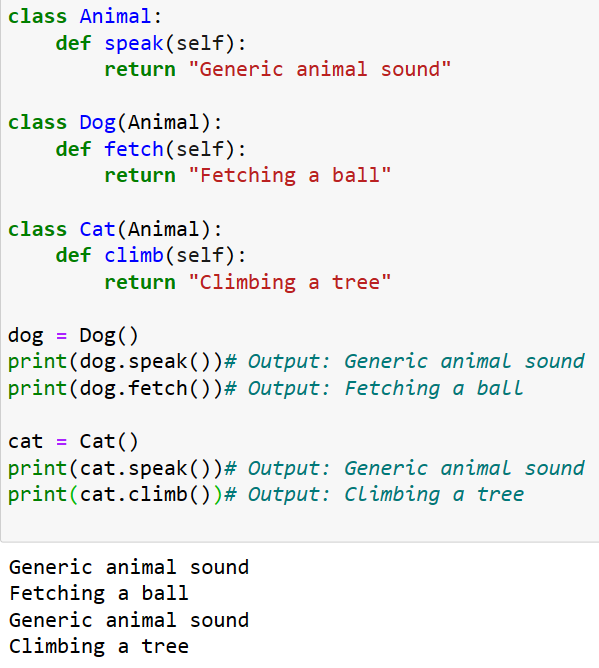 class Animal:
    def speak(self):
        return "Generic animal sound"

class Dog(Animal):
    def fetch(self):
        return "Fetching a ball"

class Cat(Animal):
    def climb(self):
        return "Climbing a tree"

dog = Dog()
print(dog.speak())# Output: Generic animal sound
print(dog.fetch())# Output: Fetching a ball

cat = Cat()
print(cat.speak())# Output: Generic animal sound
print(cat.climb())# Output: Climbing a tree

Generic animal sound
Fetching a ball
Generic animal sound
Climbing a tree